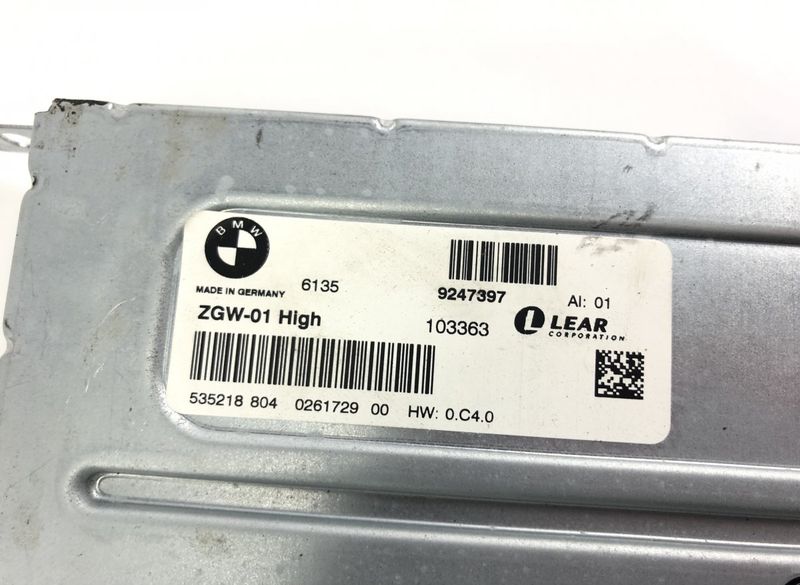 BMW
MADE IN GERMANY 6135 9247397 AI: 01
ZGW-01 High 103363 LEAR
CORPORATION
535218 804 0261729 00 HW: 0.C4.0